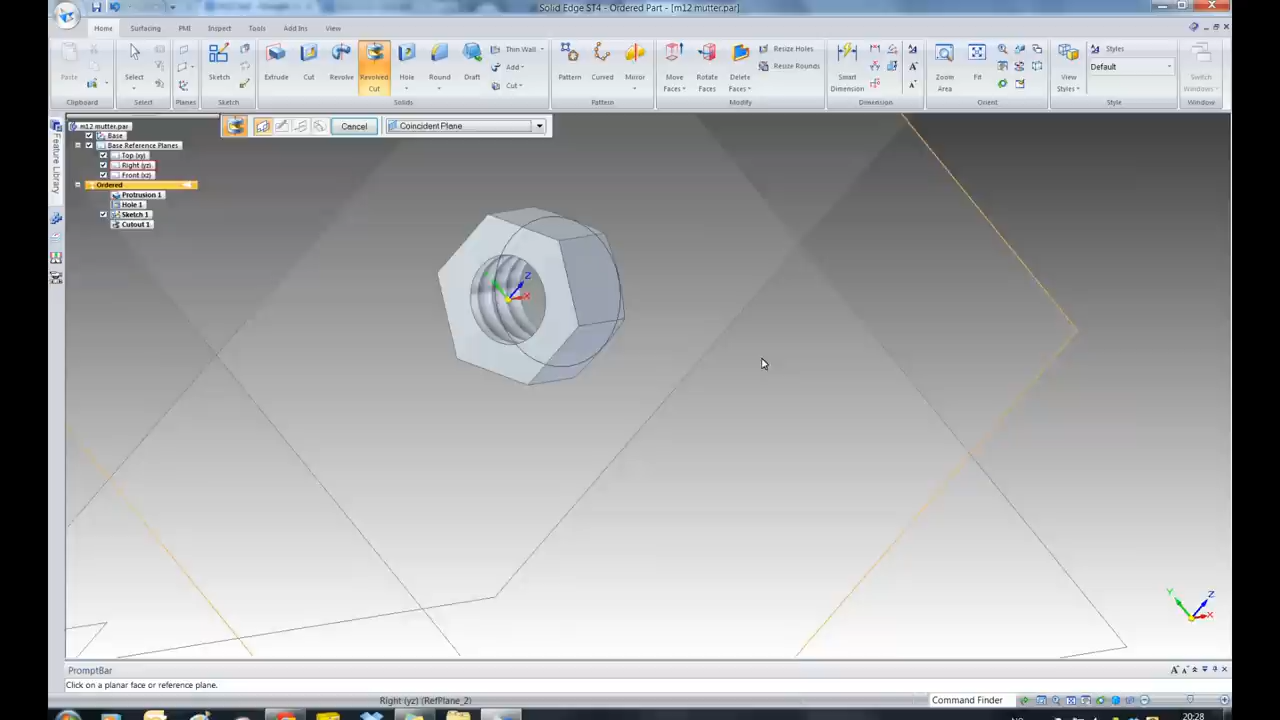 Solid Edge ST4 - Ordered Part - [m12 mutter.par]
Home Surfacing PMI Inspect Tools Add Ins View
Paste Select Sketch Extrude Cut Revolve Revolved Cut Hole Round Draft Thin Wall Add Cut Pattern Curved Mirror Move Faces Rotate Faces Delete Faces Resize Holes Resize Rounds Smart Dimension Zoom Area Fit View Styles Styles Default Switch Windows
Clipboard Select Planes Sketch Solids Pattern Modify Dimension Orient Style Window
m12 mutter.par Cancel Coincident Plane
Base
Base Reference Planes
Top (xy)
Right (yz)
Front (xz)
Ordered
Protrusion 1
Hole 1
Sketch 1
Cutout 1
Feature Library
Z
X
Y Z
X
PromptBar
Click on a planar face or reference plane.
Right (yz) (RefPlane_2) Command Finder
NO 20:28